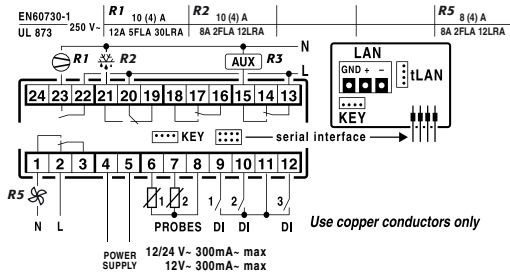 EN60730-1 250 V~ R1 10 (4) A R2 10 (4) A R5 8 (4) A
UL 873 12A 5FLA 30LRA 8A 2FLA 12LRA 8A 2FLA 12LRA
R1 R2 AUX R3 N
L
24 23 22 21 20 19 18 17 16 15 14 13
LAN
GND + -
tLAN
KEY
KEY serial interface
1 2 3 4 5 6 7 8 9 10 11 12
R5 1 2 1 2 3
N L PROBES DI DI DI
Use copper conductors only
POWER SUPPLY
12/24 V~ 300mA~ max
12V~ 300mA~ max